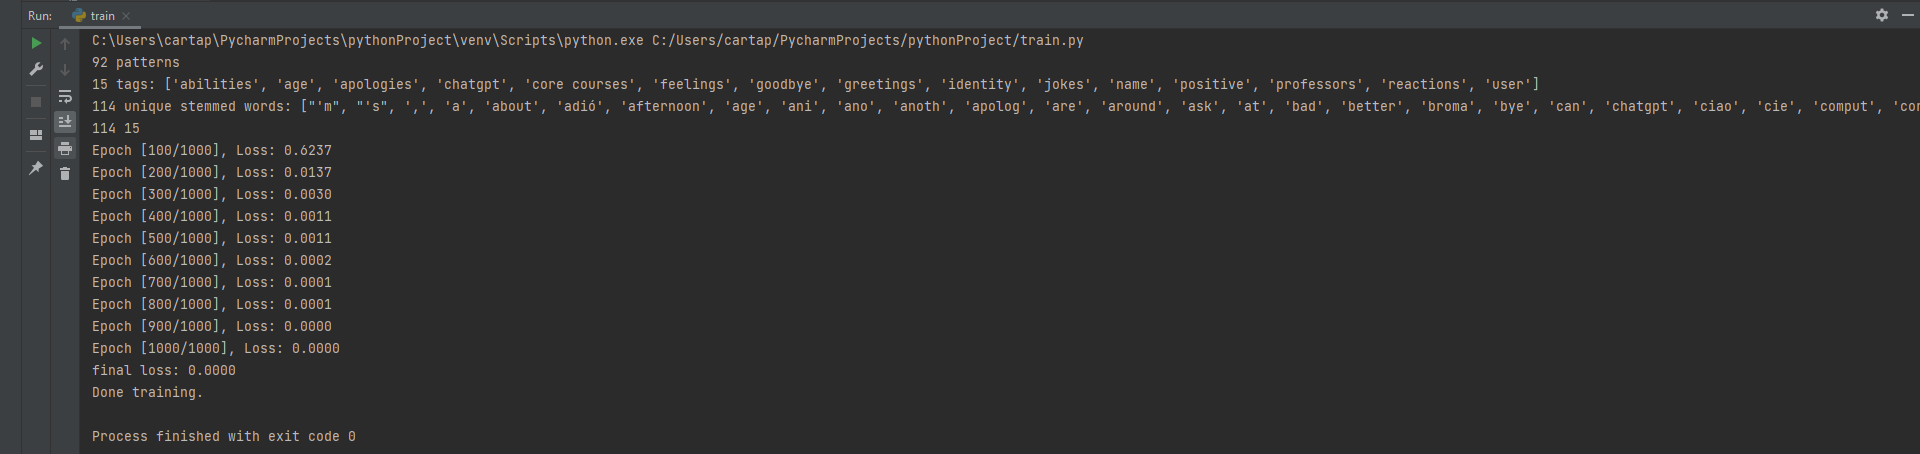 Run: train
C:\Users\cartap\PycharmProjects\pythonProject\venv\Scripts\python.exe C:/Users/cartap/PycharmProjects/pythonProject/train.py
92 patterns
15 tags: ['abilities', 'age', 'apologies', 'chatgpt', 'core courses', 'feelings', 'goodbye', 'greetings', 'identity', 'jokes', 'name', 'positive', 'professors', 'reactions', 'user']
114 unique stemmed words: ["'m", "'s", ',', 'a', 'about', 'adió', 'afternoon', 'age', 'ani', 'ano', 'anoth', 'apolog', 'are', 'around', 'ask', 'at', 'bad', 'better', 'broma', 'bye', 'can', 'chatgpt', 'ciao', 'cie', 'comput',
114 15
Epoch [100/1000], Loss: 0.6237
Epoch [200/1000], Loss: 0.0137
Epoch [300/1000], Loss: 0.0030
Epoch [400/1000], Loss: 0.0011
Epoch [500/1000], Loss: 0.0011
Epoch [600/1000], Loss: 0.0002
Epoch [700/1000], Loss: 0.0001
Epoch [800/1000], Loss: 0.0001
Epoch [900/1000], Loss: 0.0000
Epoch [1000/1000], Loss: 0.0000
final loss: 0.0000
Done training.
Process finished with exit code 0